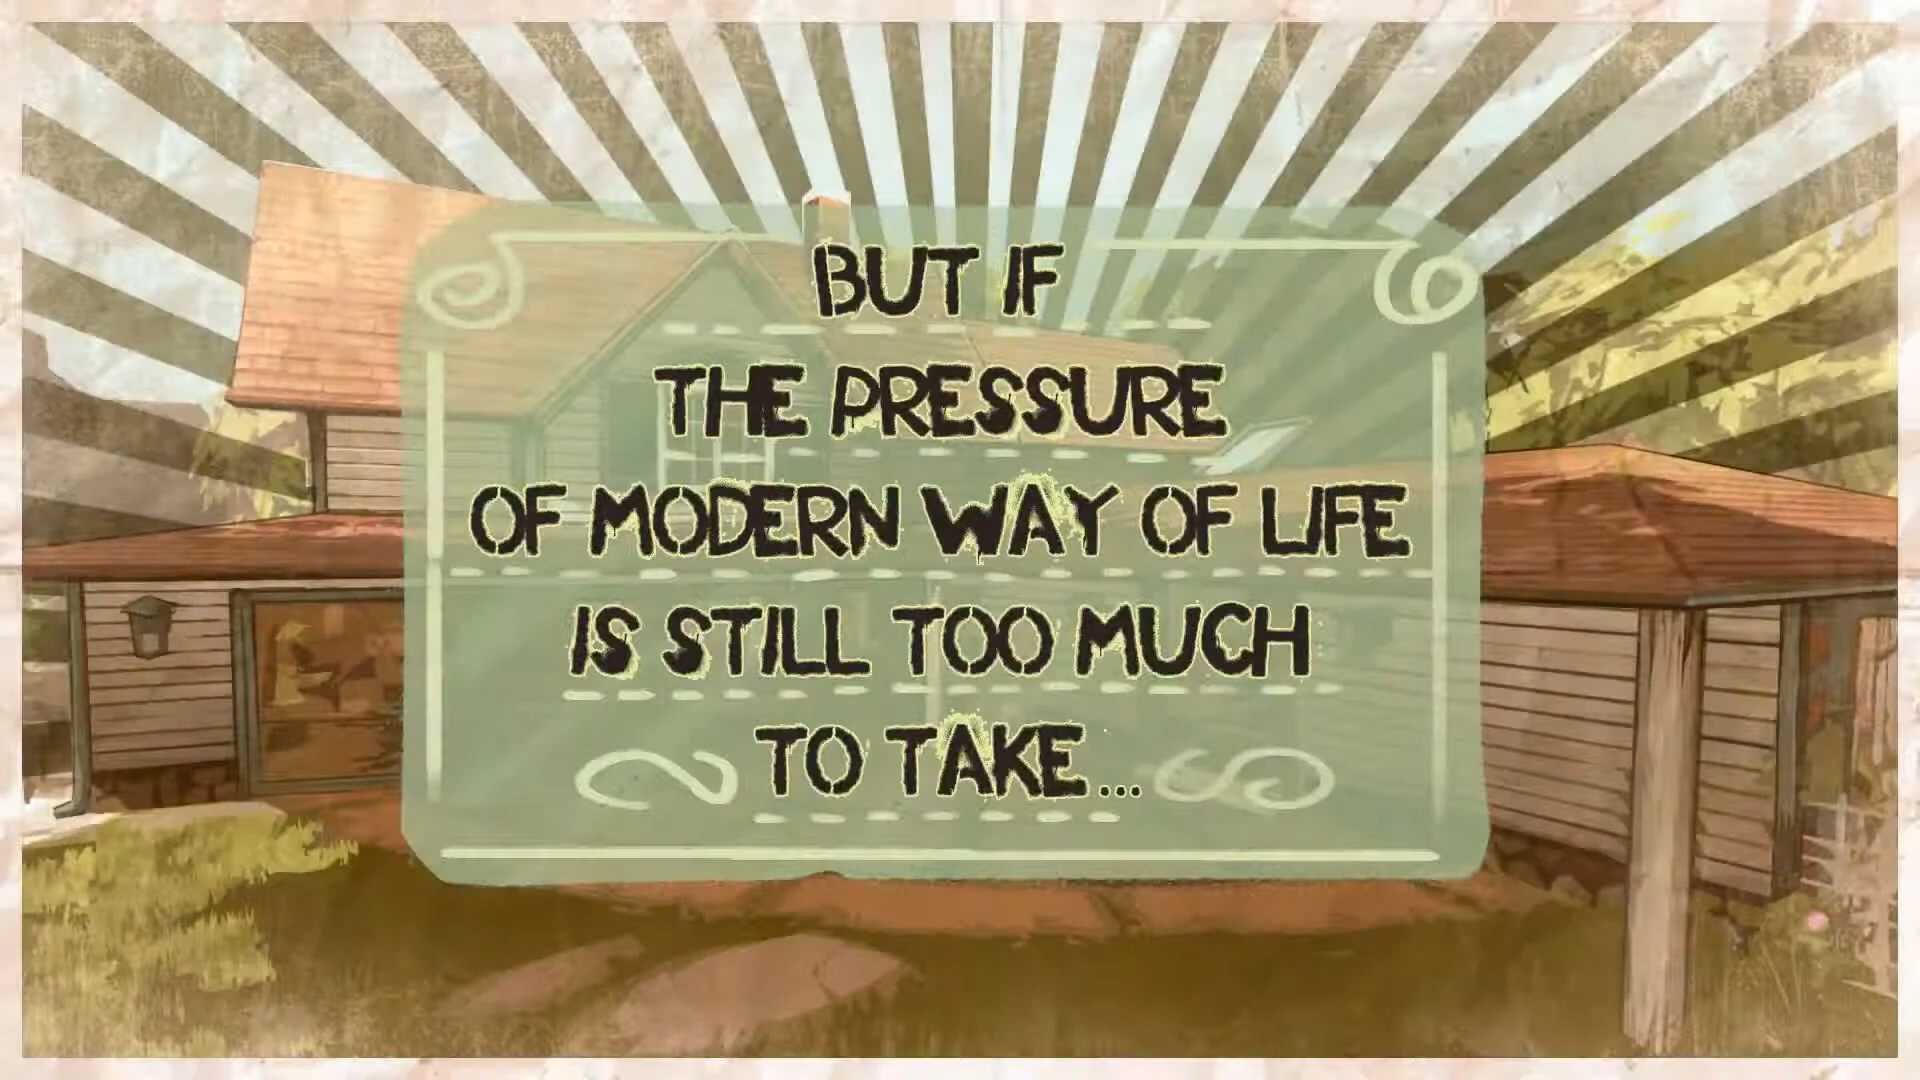 BUT IF
THE PRESSURE
OF MODERN WAY OF LIFE
IS STILL TOO MUCH
TO TAKE...